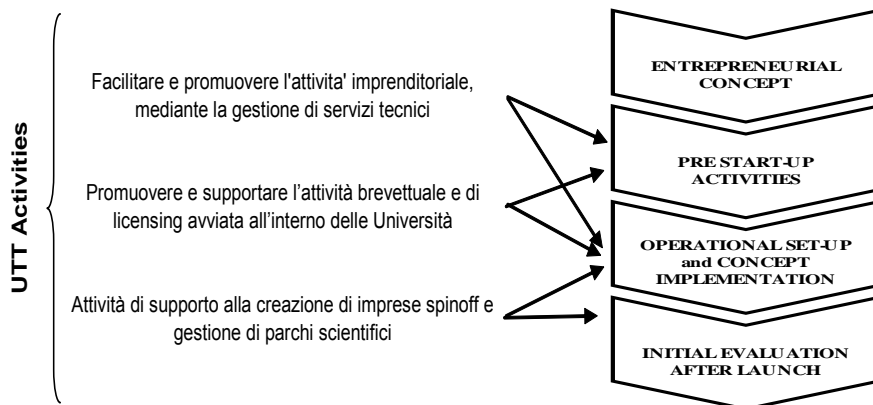 UTT Activities
Facilitare e promuovere l'attivita' imprenditoriale,
mediante la gestione di servizi tecnici
Promuovere e supportare l’attività brevettuale e di
licensing avviata all’interno delle Università
Attività di supporto alla creazione di imprese spinoff e
gestione di parchi scientifici
ENTREPRENEURIAL
CONCEPT
PRE START-UP
ACTIVITIES
OPERATIONAL SET-UP
and CONCEPT
IMPLEMENTATION
INITIAL EVALUATION
AFTER LAUNCH